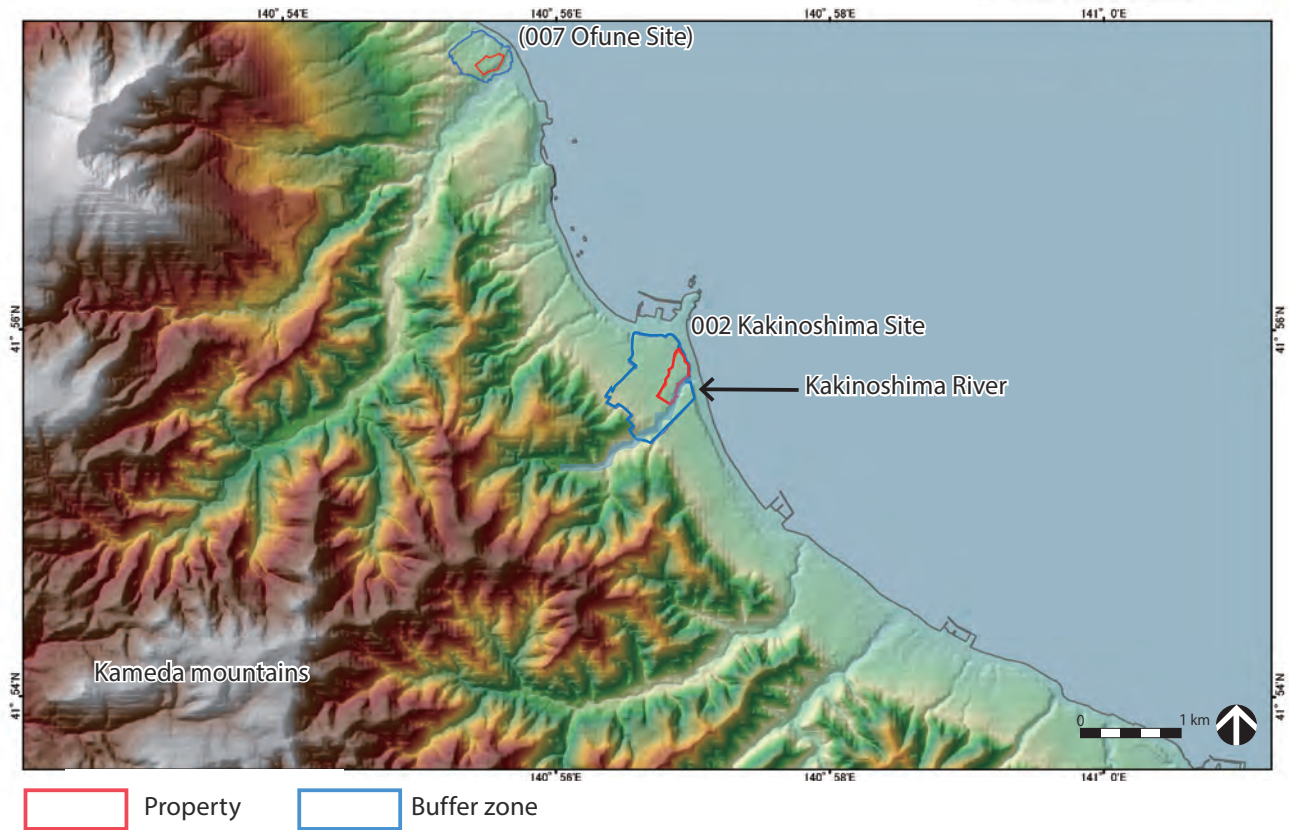 140° 54'E
140° 56'E
140° 58'E
141° 0'E
(007 Ofune Site)
41° 56'N
41° 56'N
002 Kakinoshima Site
Kakinoshima River
Kameda mountains
41° 54'N
41° 54'N
0 1 km
140° 56'E
140° 58'E
141° 0'E
Property
Buffer zone